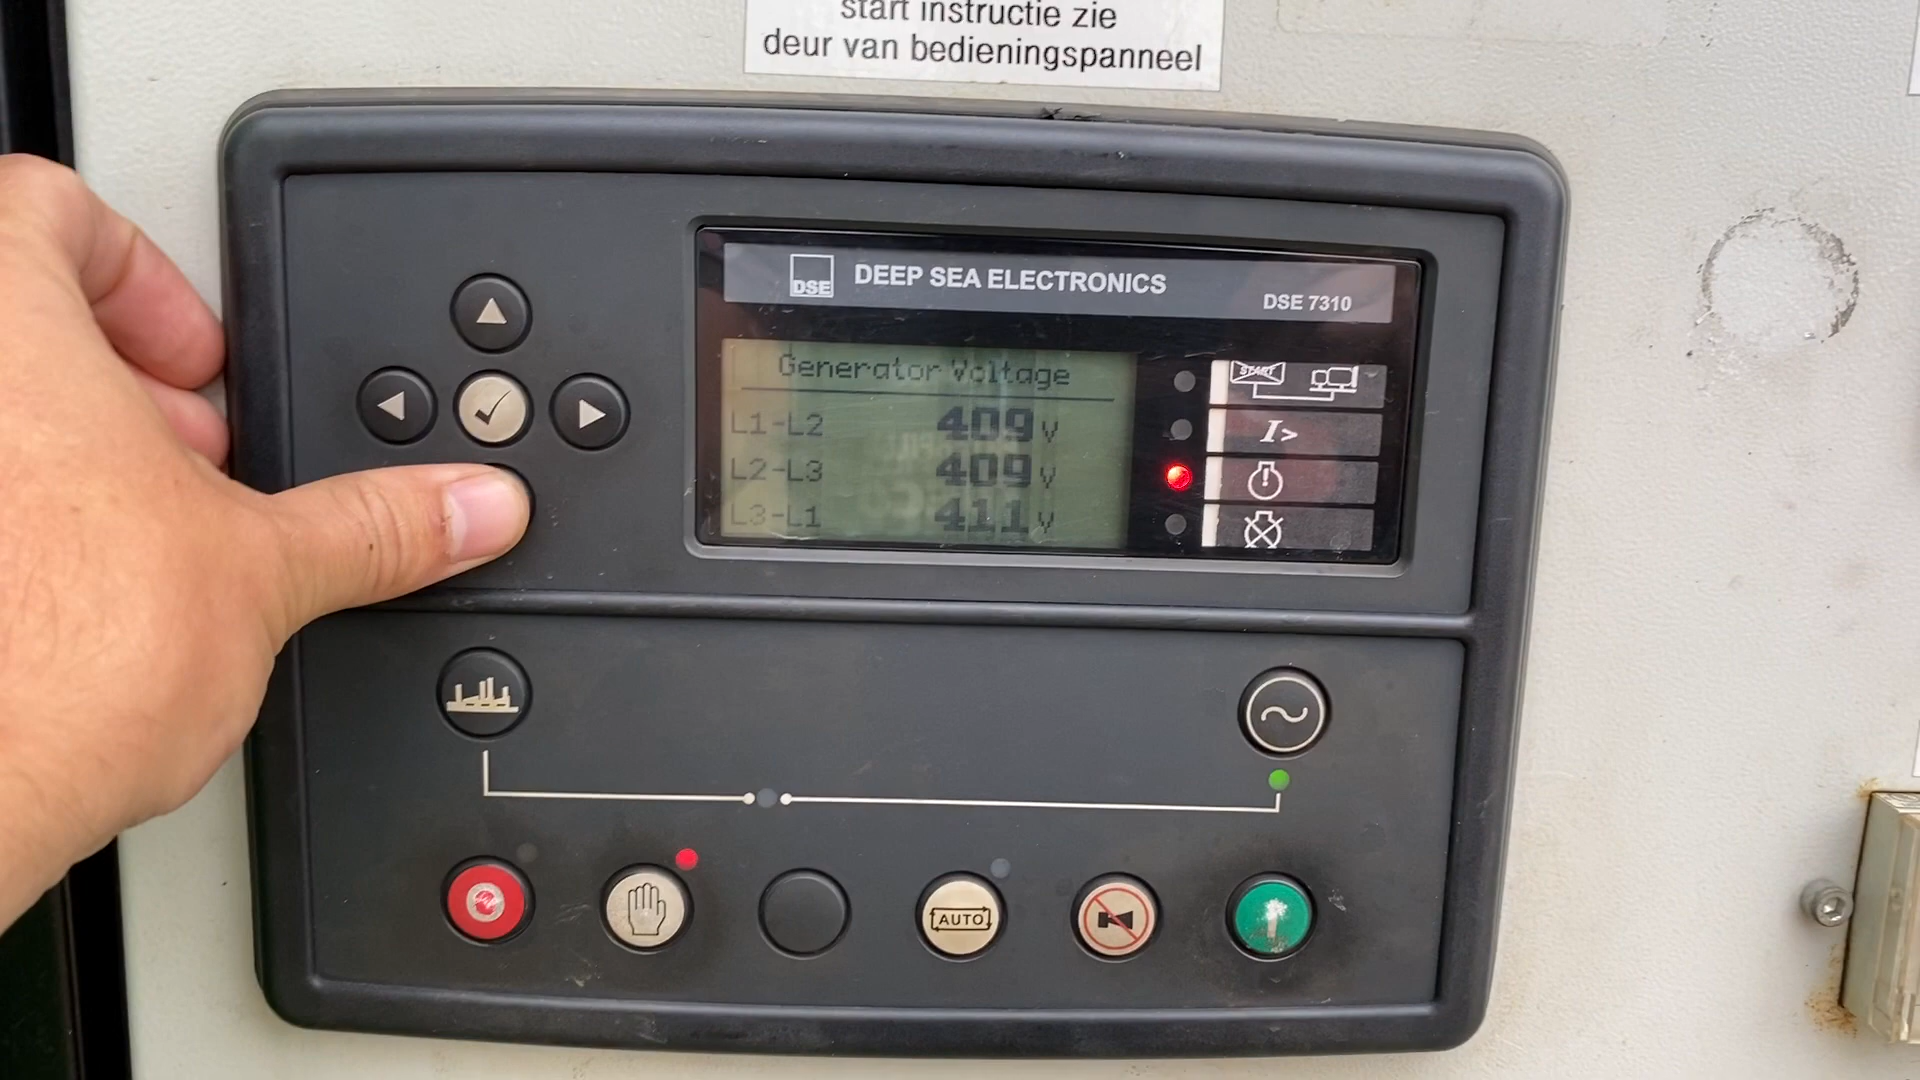 start instructie zie
deur van bedieningspanneel
DSE
DEEP SEA ELECTRONICS
DSE 7310
Generator Voltage
L1-L2 409 V
L2-L3 409 V
L3-L1 411 V
START
I>
AUTO